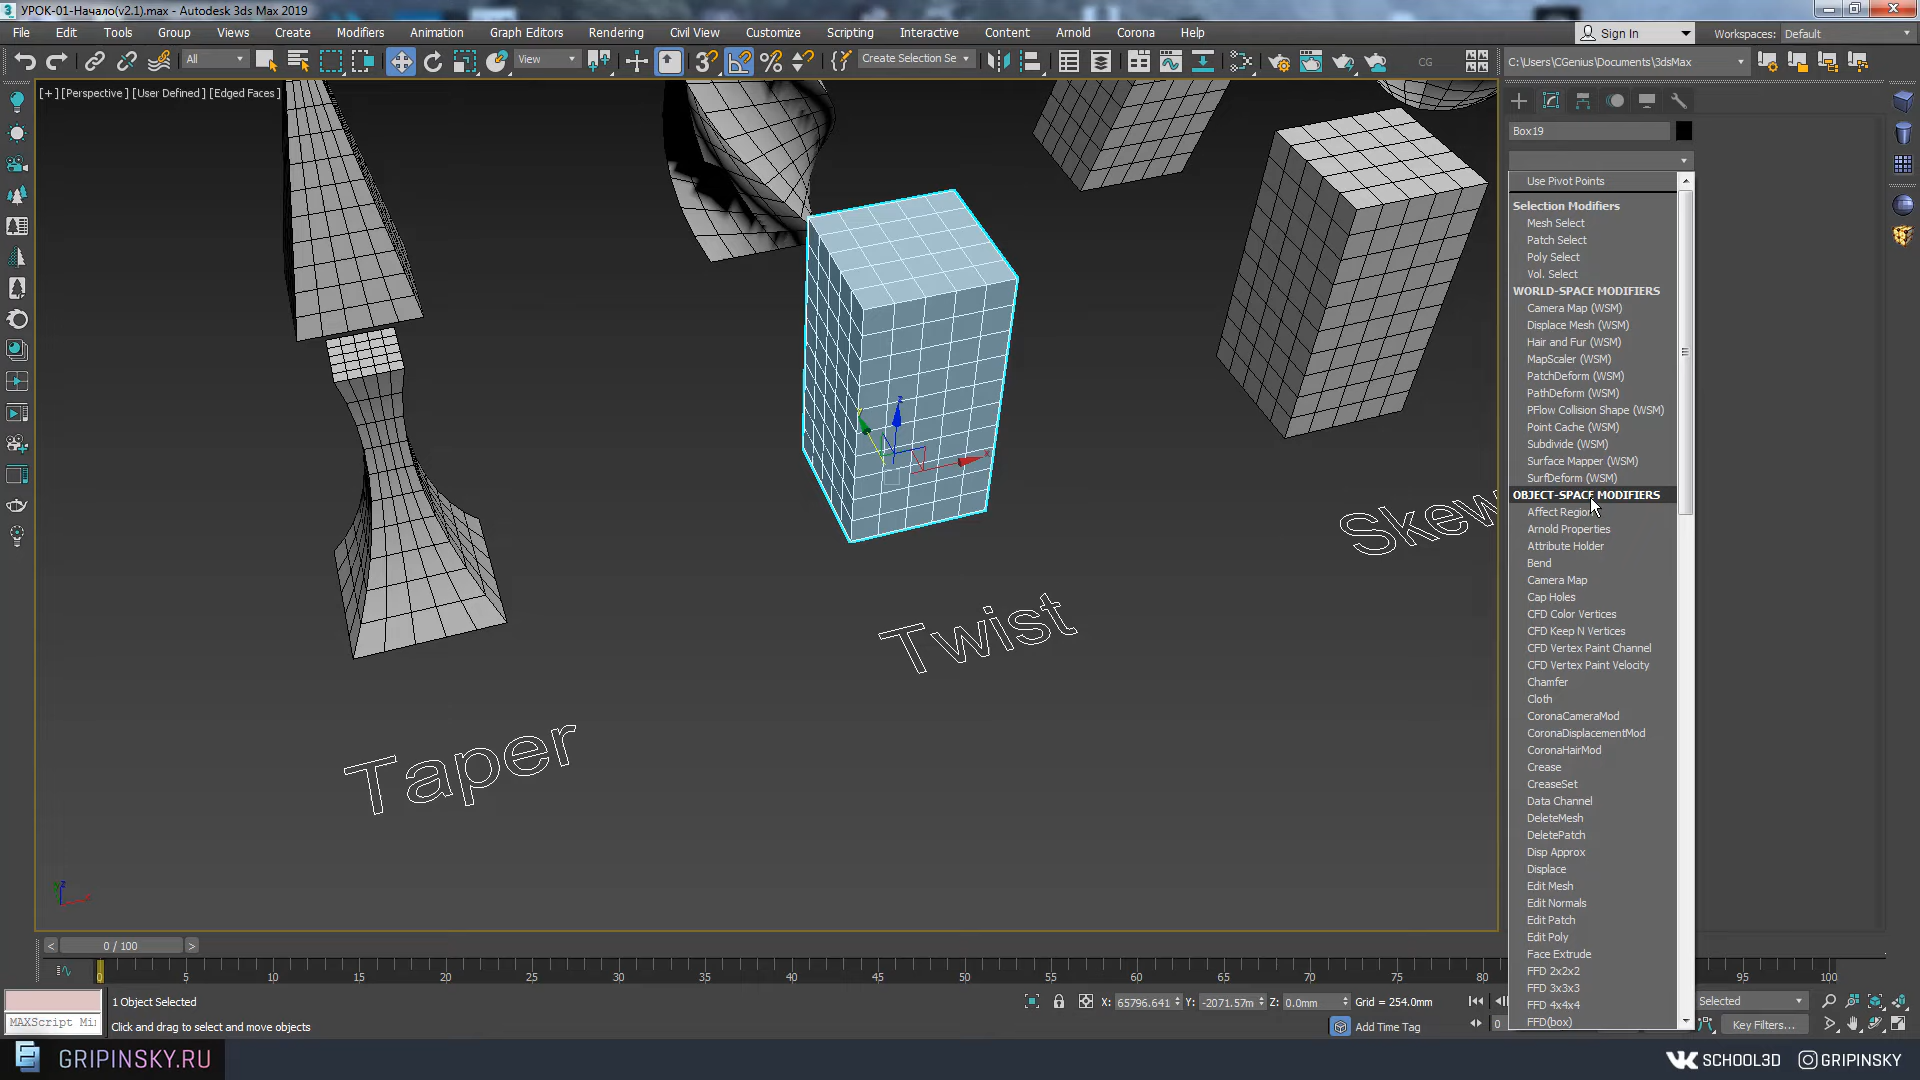 УРОК-01-Начало(v2.1).max - Autodesk 3ds Max 2019
File Edit Tools Group Views Create Modifiers Animation Graph Editors Rendering Civil View Customize Scripting Interactive Content Arnold Corona Help
Sign In
Workspaces: Default
All
View
Create Selection Se
CG
C:\Users\CGenius\Documents\3dsMax
[+] [Perspective] [User Defined] [Edged Faces]
Box19
Use Pivot Points
Selection Modifiers
Mesh Select
Patch Select
Poly Select
Vol. Select
WORLD-SPACE MODIFIERS
Camera Map (WSM)
Displace Mesh (WSM)
Hair and Fur (WSM)
MapScaler (WSM)
PatchDeform (WSM)
PathDeform (WSM)
PFlow Collision Shape (WSM)
Point Cache (WSM)
Subdivide (WSM)
Surface Mapper (WSM)
SurfDeform (WSM)
OBJECT-SPACE MODIFIERS
Affect Region
Arnold Properties
Attribute Holder
Bend
Camera Map
Cap Holes
CFD Color Vertices
CFD Keep N Vertices
CFD Vertex Paint Channel
CFD Vertex Paint Velocity
Chamfer
Cloth
CoronaCameraMod
CoronaDisplacementMod
CoronaHairMod
Crease
CreaseSet
Data Channel
DeleteMesh
DeletePatch
Disp Approx
Displace
Edit Mesh
Edit Normals
Edit Patch
Edit Poly
Face Extrude
FFD 2x2x2
FFD 3x3x3
FFD 4x4x4
FFD(box)
Skew
Twist
Taper
0 / 100
0 5 10 15 20 25 30 35 40 45 50 55 60 65 70 75 80 95 100
1 Object Selected
X: 65796.641 Y: -2071.57m Z: 0.0mm Grid = 254.0mm
Selected
MAXScript Mi
Click and drag to select and move objects
Add Time Tag
0
Key Filters...
GRIPINSKY.RU
SCHOOL3D
GRIPINSKY